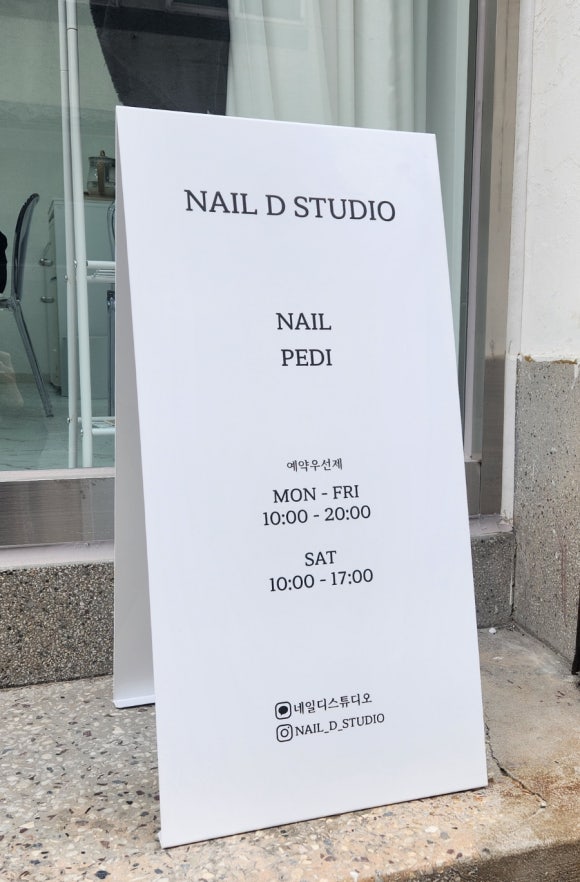 NAIL D STUDIO
NAIL
PEDI
예약우선제
MON - FRI
10:00 - 20:00
SAT
10:00 - 17:00
네일디스튜디오
NAIL_D_STUDIO